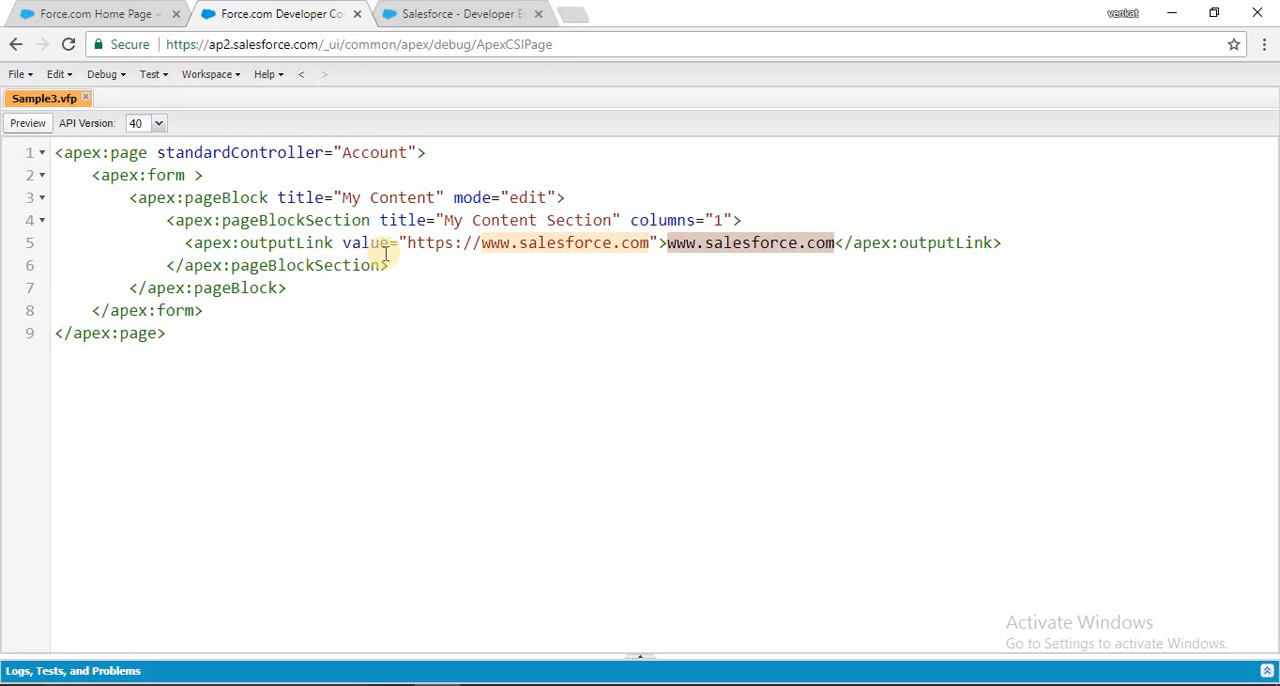 Force.com Home Page ~
Force.com Developer Co
Salesforce - Developer E
venkat
Secure
https://ap2.salesforce.com/_ui/common/apex/debug/ApexCSIPage
File Edit Debug Test Workspace Help < >
Sample3.vfp
Preview API Version: 40
1 <apex:page standardController="Account">
2 <apex:form >
3 <apex:pageBlock title="My Content" mode="edit">
4 <apex:pageBlockSection title="My Content Section" columns="1">
5 <apex:outputLink value="https://www.salesforce.com">www.salesforce.com</apex:outputLink>
6 </apex:pageBlockSection>
7 </apex:pageBlock>
8 </apex:form>
9 </apex:page>
Activate Windows
Go to Settings to activate Windows.
Logs, Tests, and Problems